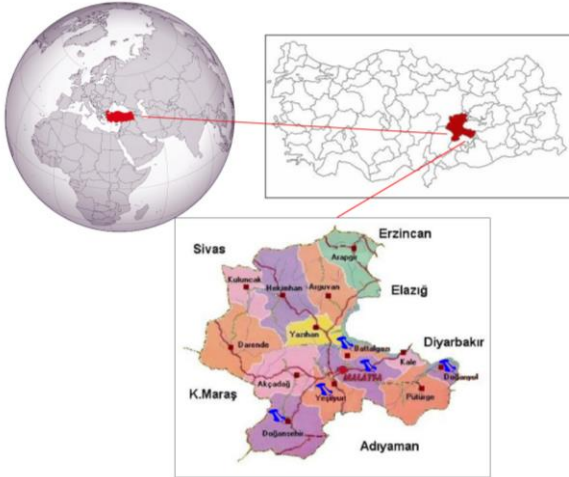 Erzincan
Sivas
Arapgir
Elazığ
Kuluncak
Hekimhan
Arguvan
Yazıhan
Diyarbakır
Darende
Battalgazi
Kale
MALATYA
Doğanyol
K.Maraş
Akçadağ
Yeşilyurt
Pütürge
Doğanşehir
Adıyaman